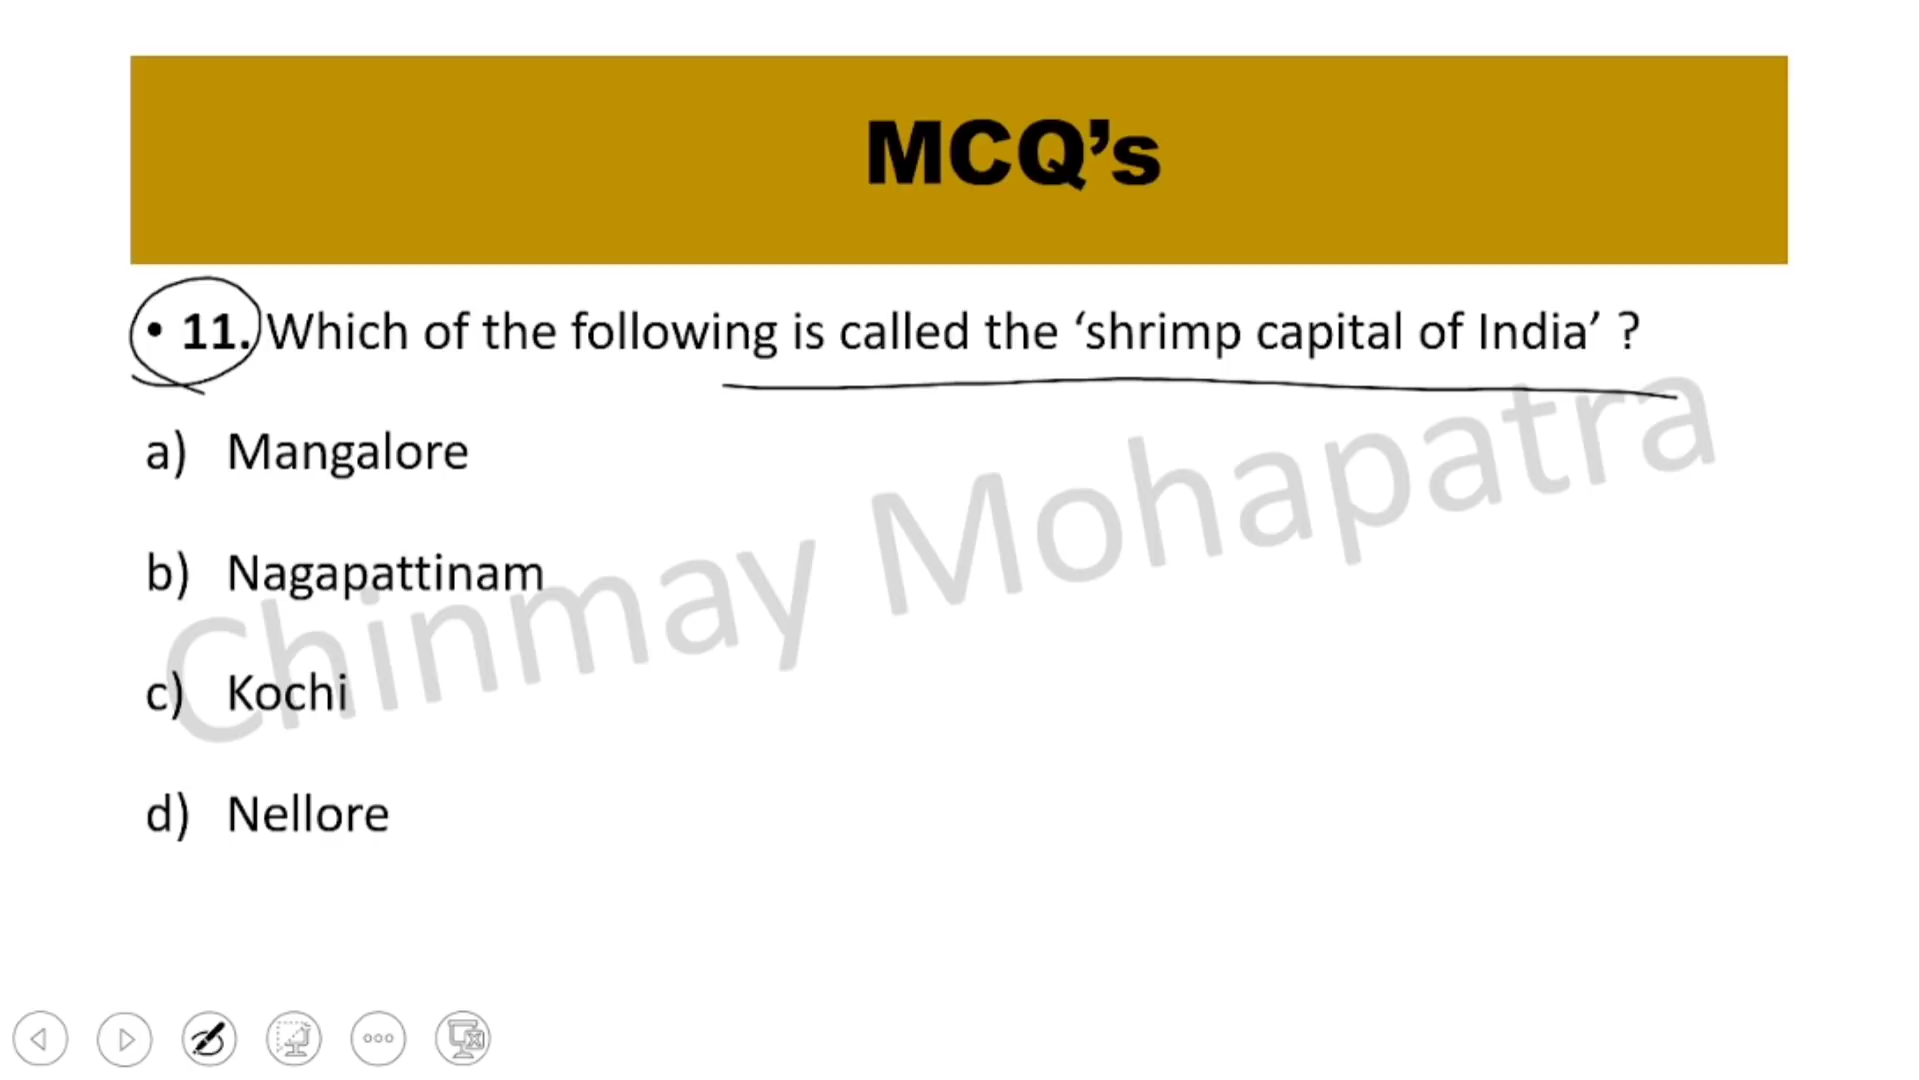 MCQ’s
• 11. Which of the following is called the ‘shrimp capital of India’ ?
a) Mangalore
b) Nagapattinam
c) Kochi
d) Nellore
Chinmay Mohapatra